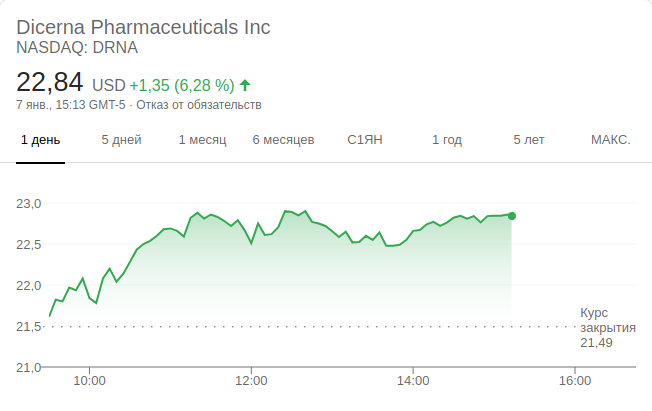 Dicerna Pharmaceuticals Inc
NASDAQ: DRNA
22,84 USD +1,35 (6,28 %)
7 янв., 15:13 GMT-5 · Отказ от обязательств
1 день 5 дней 1 месяц 6 месяцев С1ЯН 1 год 5 лет МАКС.
23,0
22,5
22,0
Курс
21,5 закрытия
21,49
21,0
10:00 12:00 14:00 16:00